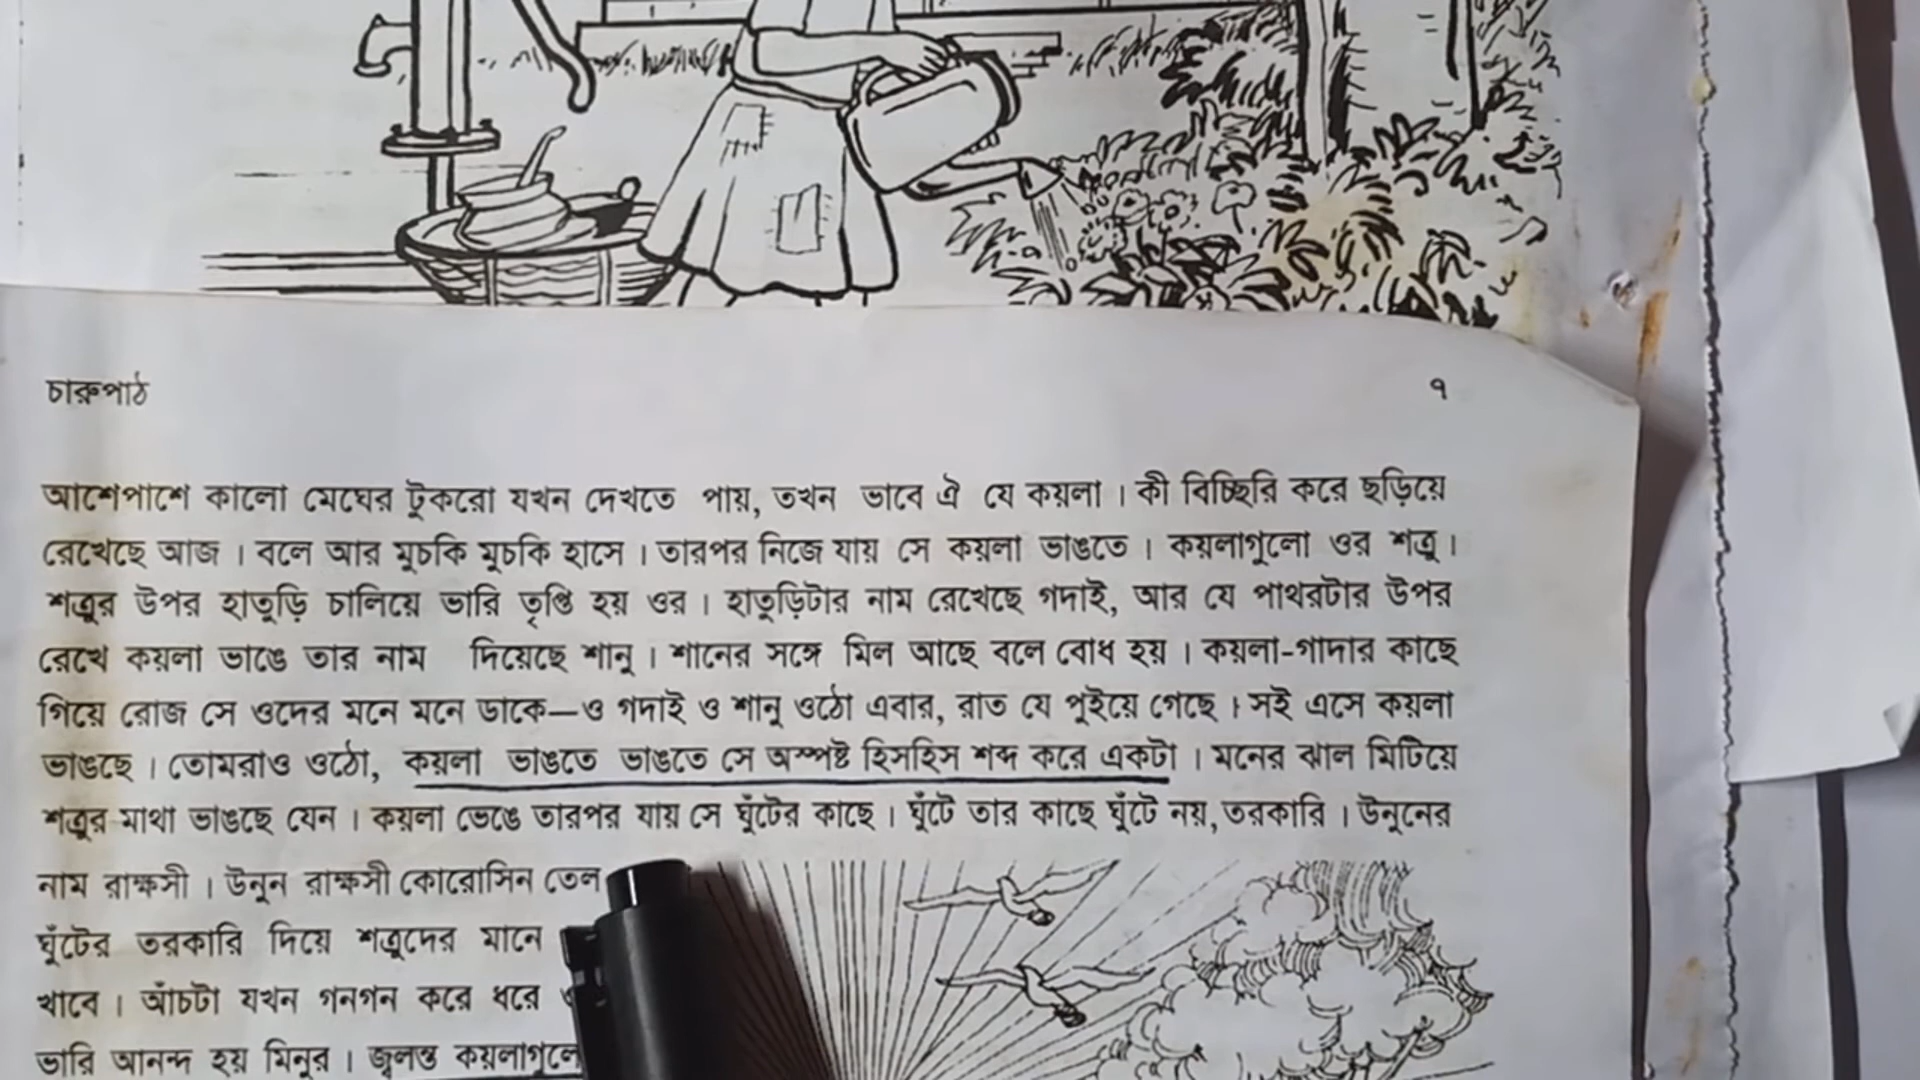 চারুপাঠ
৭
আশেপাশে কালো মেঘের টুকরো যখন দেখতে পায়, তখন ভাবে ঐ যে কয়লা । কী বিচ্ছিরি করে ছড়িয়ে
রেখেছে আজ । বলে আর মুচকি মুচকি হাসে । তারপর নিজে যায় সে কয়লা ভাঙতে । কয়লাগুলো ওর শত্রু ।
শত্রুর উপর হাতুড়ি চালিয়ে ভারি তৃপ্তি হয় ওর । হাতুড়িটার নাম রেখেছে গদাই, আর যে পাথরটার উপর
রেখে কয়লা ভাঙে তার নাম দিয়েছে শানু । শানের সঙ্গে মিল আছে বলে বোধ হয় । কয়লা-গাদার কাছে
গিয়ে রোজ সে ওদের মনে মনে ডাকে—ও গদাই ও শানু ওঠো এবার, রাত যে পুইয়ে গেছে । সই এসে কয়লা
ভাঙছে । তোমরাও ওঠো, কয়লা ভাঙতে ভাঙতে সে অস্পষ্ট হিসহিস শব্দ করে একটা । মনের ঝাল মিটিয়ে
শত্রুর মাথা ভাঙছে যেন । কয়লা ভেঙে তারপর যায় সে ঘুঁটের কাছে । ঘুঁটে তার কাছে ঘুঁটে নয়, তরকারি । উনুনের
নাম রাক্ষসী । উনুন রাক্ষসী কোরোসিন তেল
ঘুঁটের তরকারি দিয়ে শত্রুদের মানে
খাবে । আঁচটা যখন গনগন করে ধরে
ভারি আনন্দ হয় মিনুর । জ্বলন্ত কয়লাগুলো